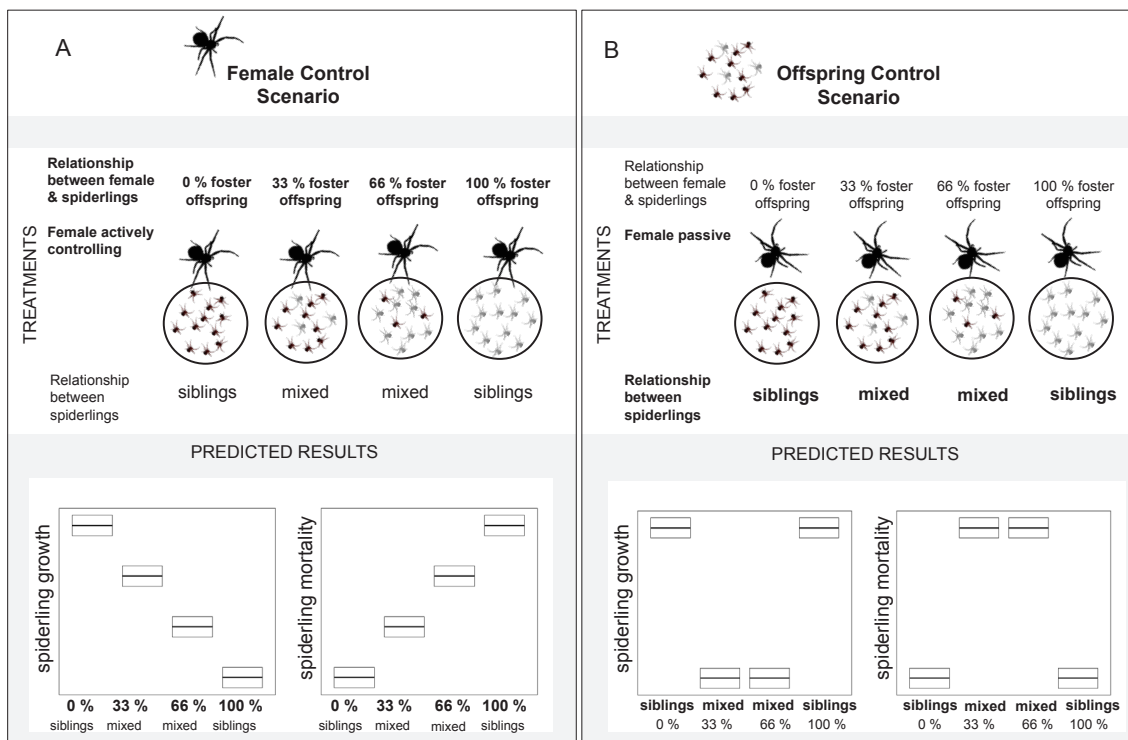 A
Female Control
Scenario
Relationship
between female
& spiderlings
0 % foster
offspring
33 % foster
offspring
66 % foster
offspring
100 % foster
offspring
Female actively
controlling
TREATMENTS
Relationship
between
spiderlings
siblings
mixed
mixed
siblings
PREDICTED RESULTS
spiderling growth
0 %
33 %
66 %
100 %
siblings
mixed
mixed
siblings
spiderling mortality
0 %
33 %
66 %
100 %
siblings
mixed
mixed
siblings
B
Offspring Control
Scenario
Relationship
between female
& spiderlings
0 % foster
offspring
33 % foster
offspring
66 % foster
offspring
100 % foster
offspring
Female passive
TREATMENTS
Relationship
between
spiderlings
siblings
mixed
mixed
siblings
PREDICTED RESULTS
spiderling growth
siblings
mixed
mixed
siblings
0 %
33 %
66 %
100 %
spiderling mortality
siblings
mixed
mixed
siblings
0 %
33 %
66 %
100 %